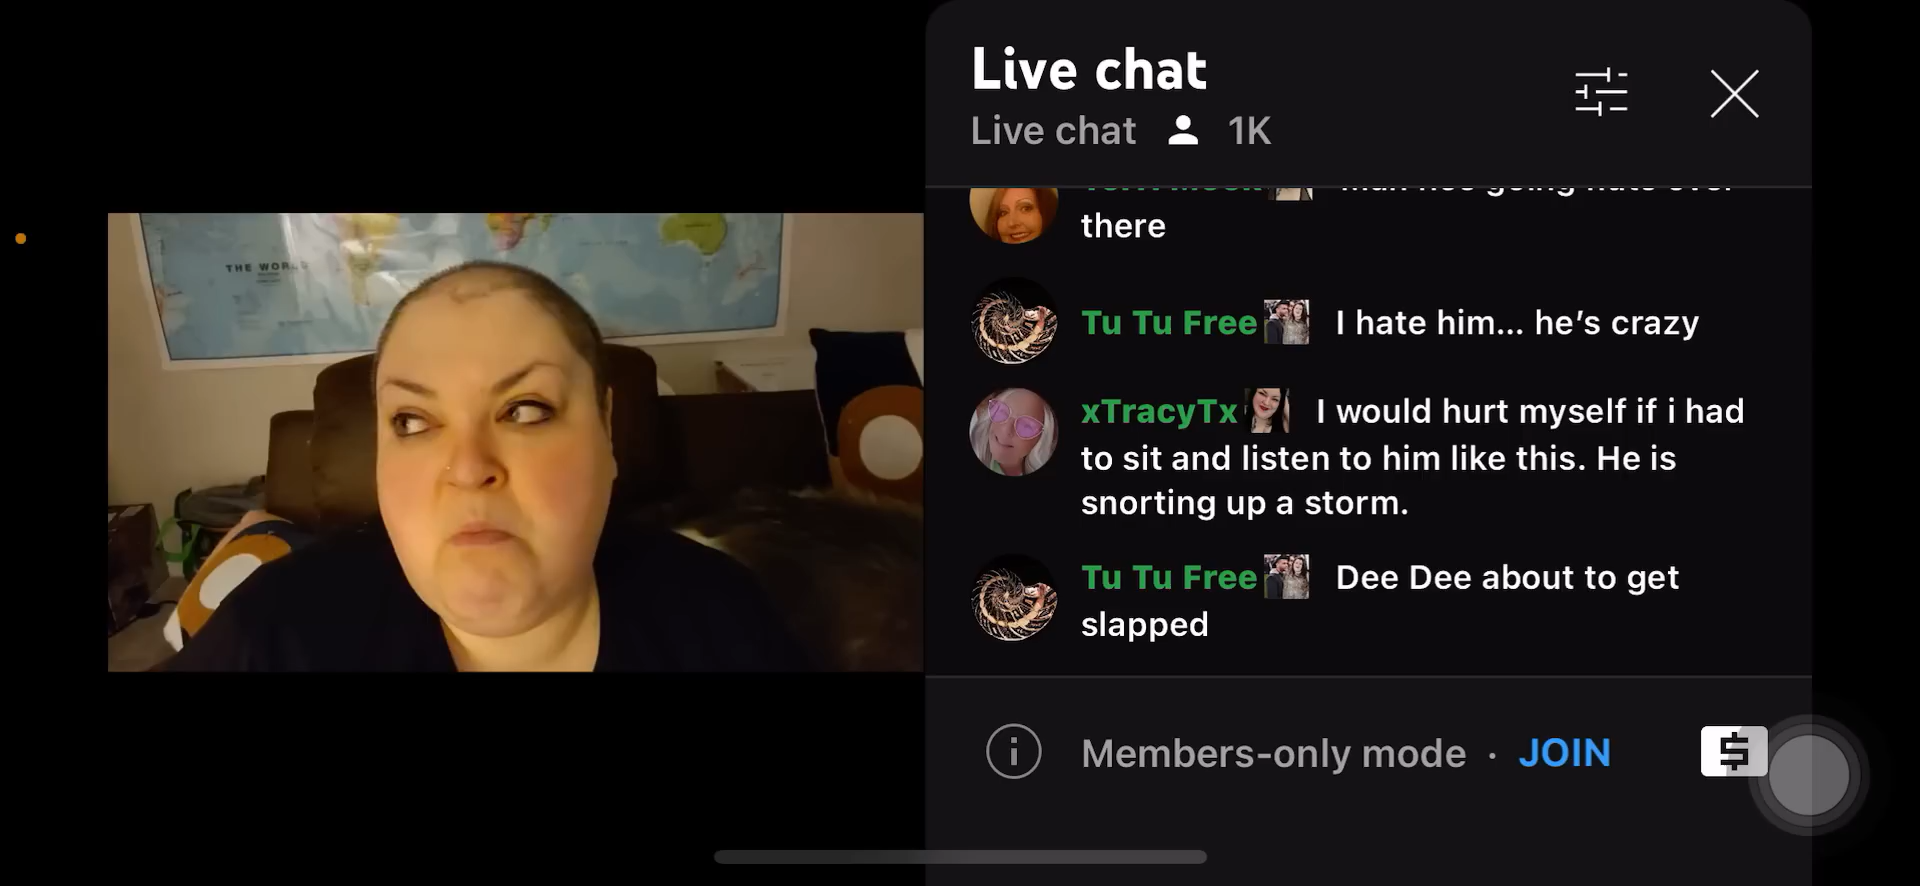 THE WOR
Live chat
Live chat 1K
there
Tu Tu Free I hate him... he's crazy
xTracyTx I would hurt myself if i had
to sit and listen to him like this. He is
snorting up a storm.
Tu Tu Free Dee Dee about to get
slapped
Members-only mode · JOIN